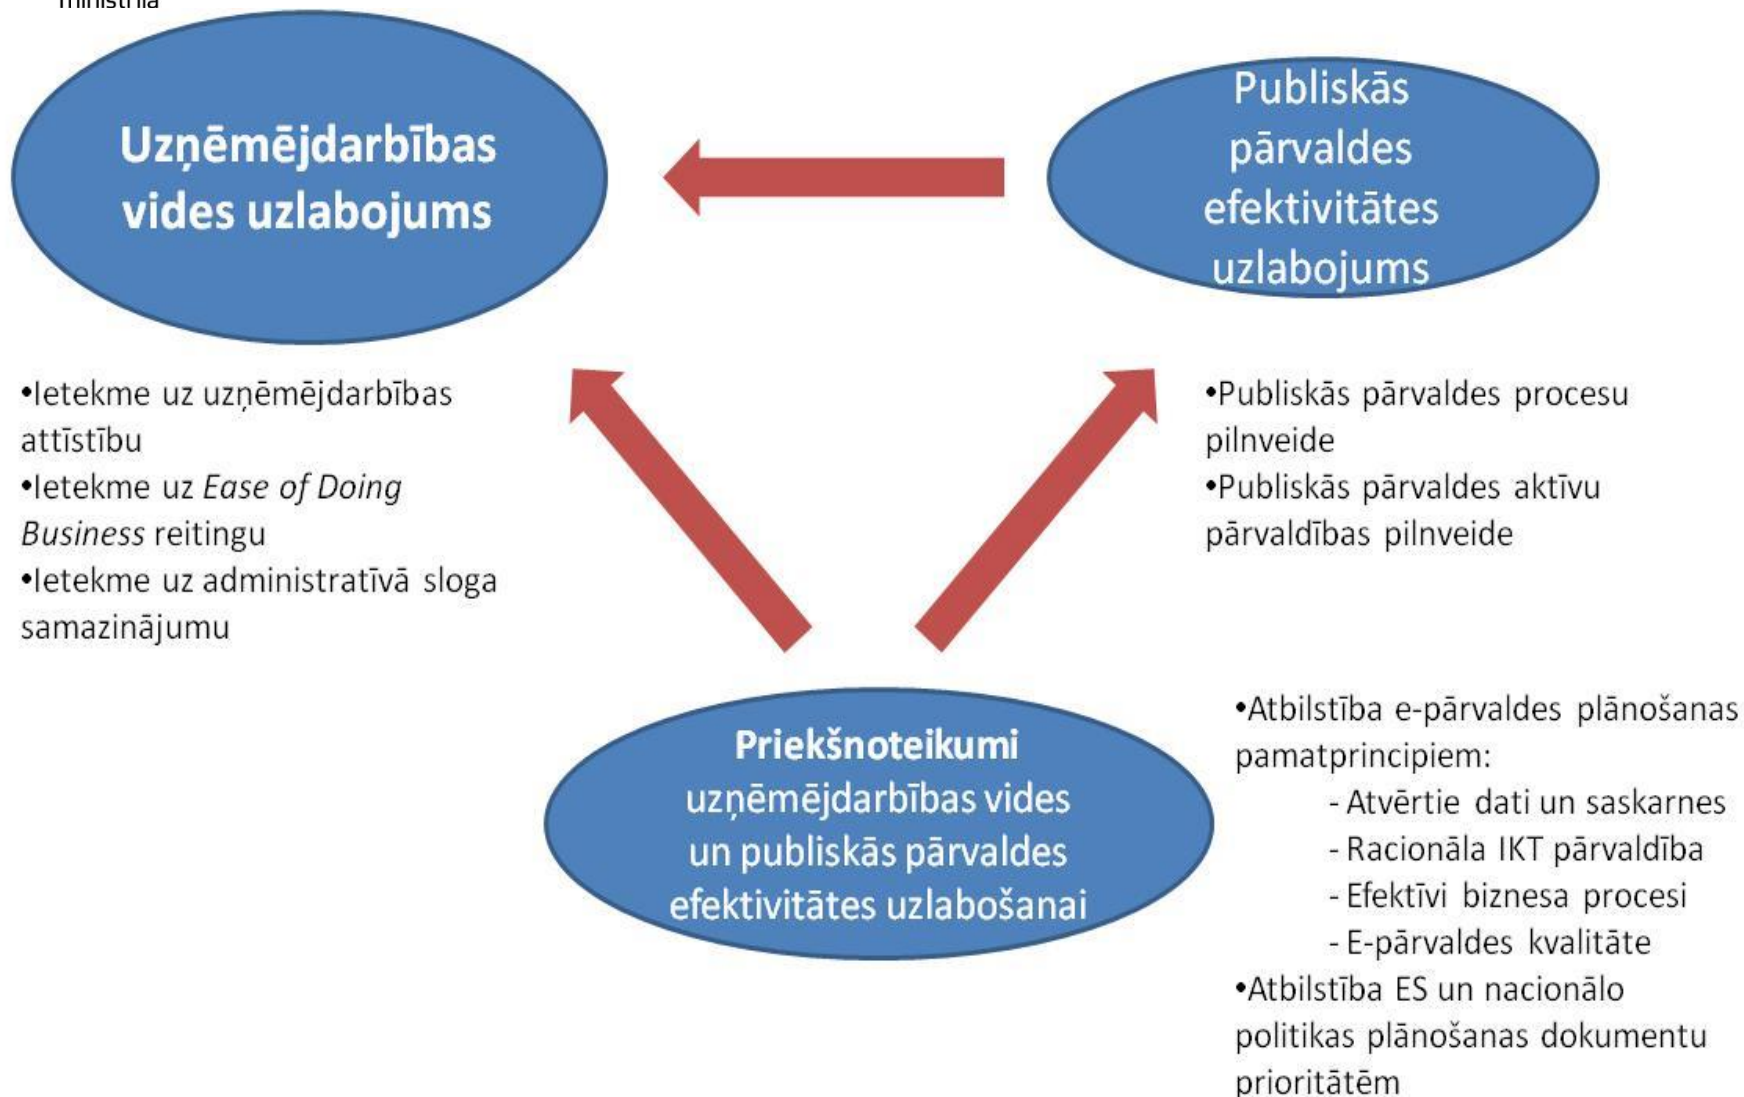 ministrija
Uzņēmējdarbības
vides uzlabojums
Publiskās
pārvaldes
efektivitātes
uzlabojums
•Ietekme uz uzņēmējdarbības
attīstību
•Ietekme uz Ease of Doing
Business reitingu
•Ietekme uz administratīvā sloga
samazinājumu
•Publiskās pārvaldes procesu
pilnveide
•Publiskās pārvaldes aktīvu
pārvaldības pilnveide
Priekšnoteikumi
uzņēmējdarbības vides
un publiskās pārvaldes
efektivitātes uzlabošanai
•Atbilstība e-pārvaldes plānošanas
pamatprincipiem:
- Atvērtie dati un saskarnes
- Racionāla IKT pārvaldība
- Efektīvi biznesa procesi
- E-pārvaldes kvalitāte
•Atbilstība ES un nacionālo
politikas plānošanas dokumentu
prioritātēm